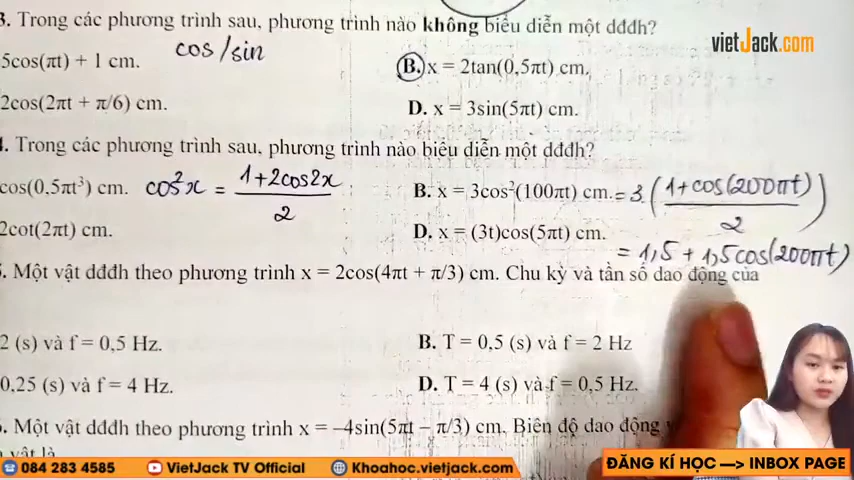 3. Trong các phương trình sau, phương trình nào không biểu diễn một dđđh?
vietJack.com
5cos(πt) + 1 cm.
cos/sin
B. x = 2tan(0,5πt) cm.
2cos(2πt + π/6) cm.
D. x = 3sin(5πt) cm.
4. Trong các phương trình sau, phương trình nào biểu diễn một dđđh?
cos(0,5πt³) cm. cos²x = (1+2cos2x)/2
B. x = 3cos²(100πt) cm. = 3 (1+cos(200πt)/2)
2cot(2πt) cm.
D. x = (3t)cos(5πt) cm.
= 1,5 + 1,5cos(200πt)
5. Một vật dđđh theo phương trình x = 2cos(4πt + π/3) cm. Chu kỳ và tần số dao động của
2 (s) và f = 0,5 Hz.
B. T = 0,5 (s) và f = 2 Hz
0,25 (s) và f = 4 Hz.
D. T = 4 (s) và f = 0,5 Hz.
6. Một vật dđđh theo phương trình x = –4sin(5πt – π/3) cm. Biên độ dao động
vật là
084 283 4585
VietJack TV Official
Khoahoc.vietjack.com
ĐĂNG KÍ HỌC —> INBOX PAGE